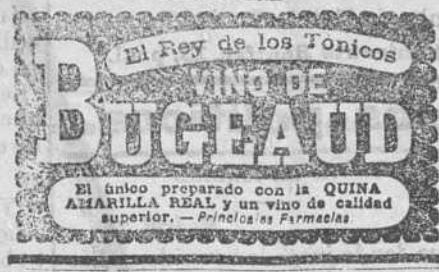 El Rey de los Tonicos
VINO DE
BUGEAUD
El único preparado con la QUINA
AMARILLA REAL y un vino de calidad
superior. — Principales Farmacias.